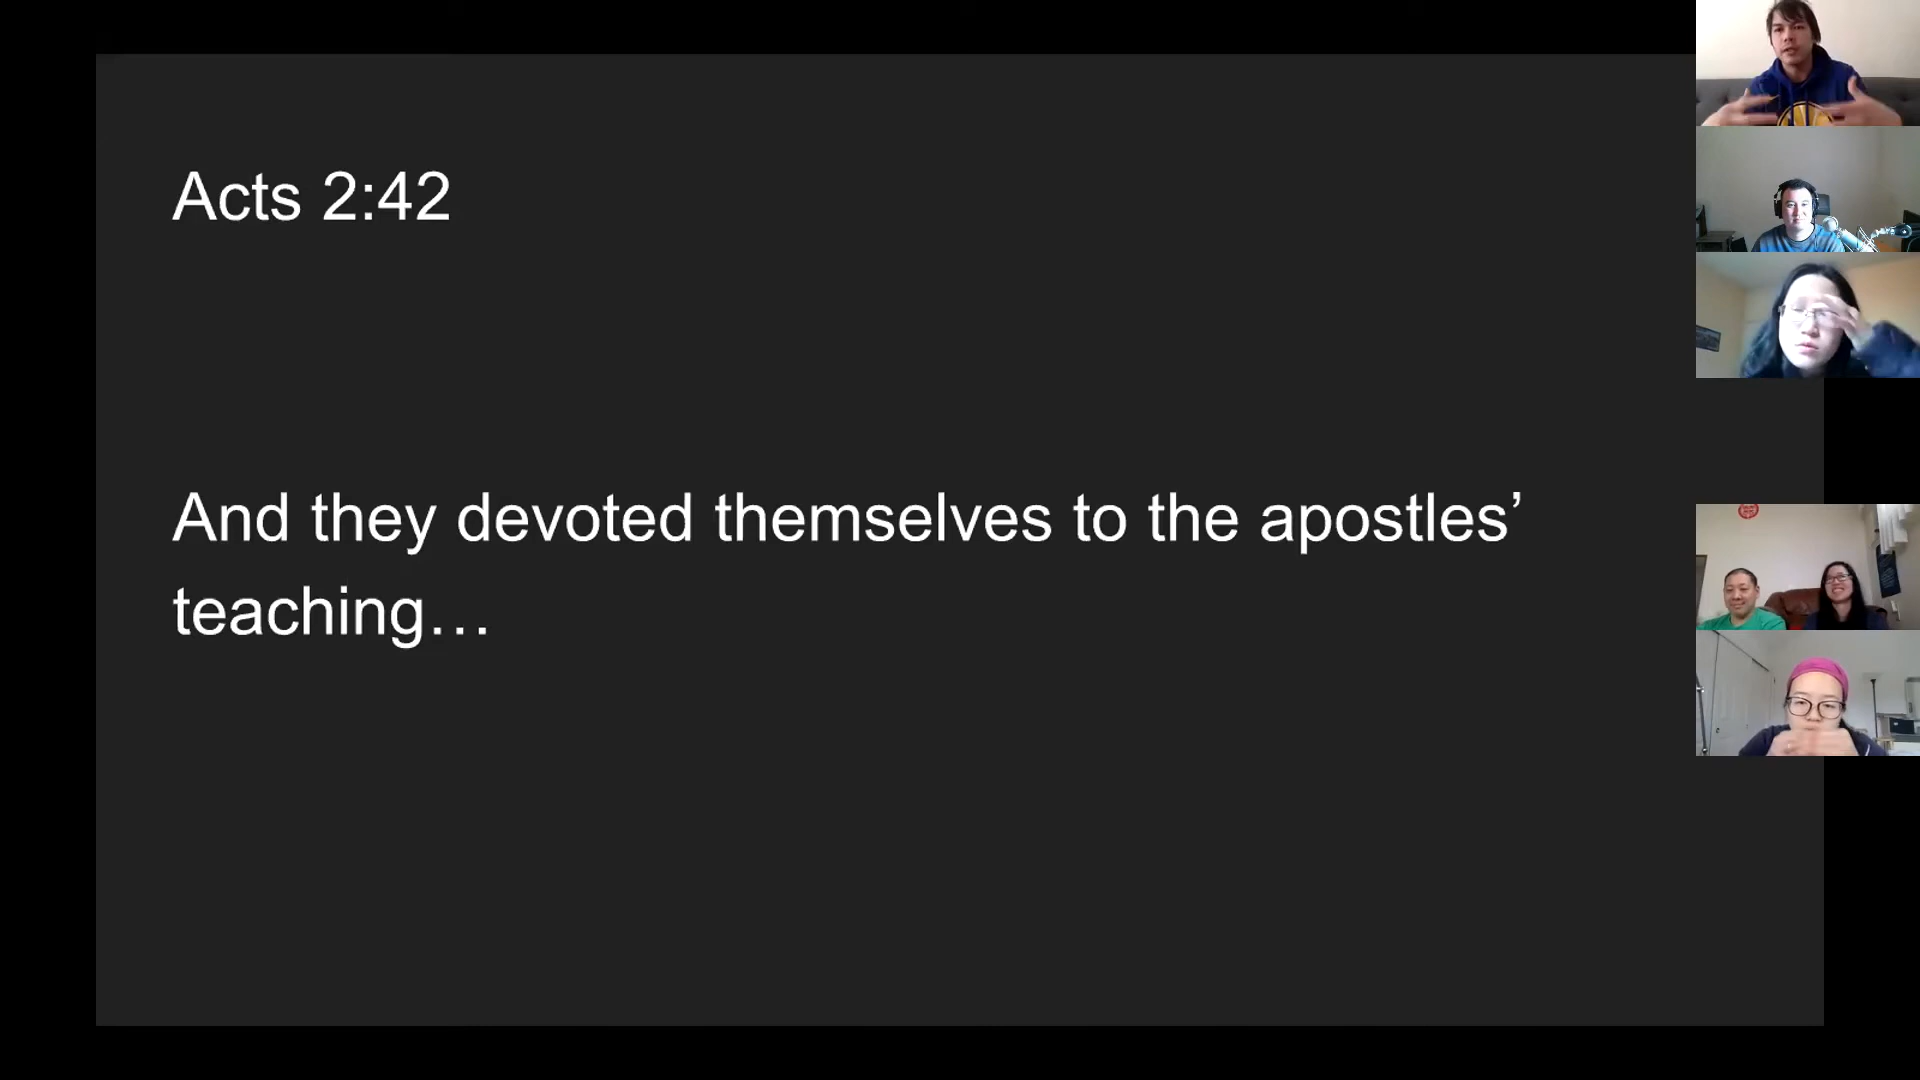 Acts 2:42
And they devoted themselves to the apostles’
teaching…